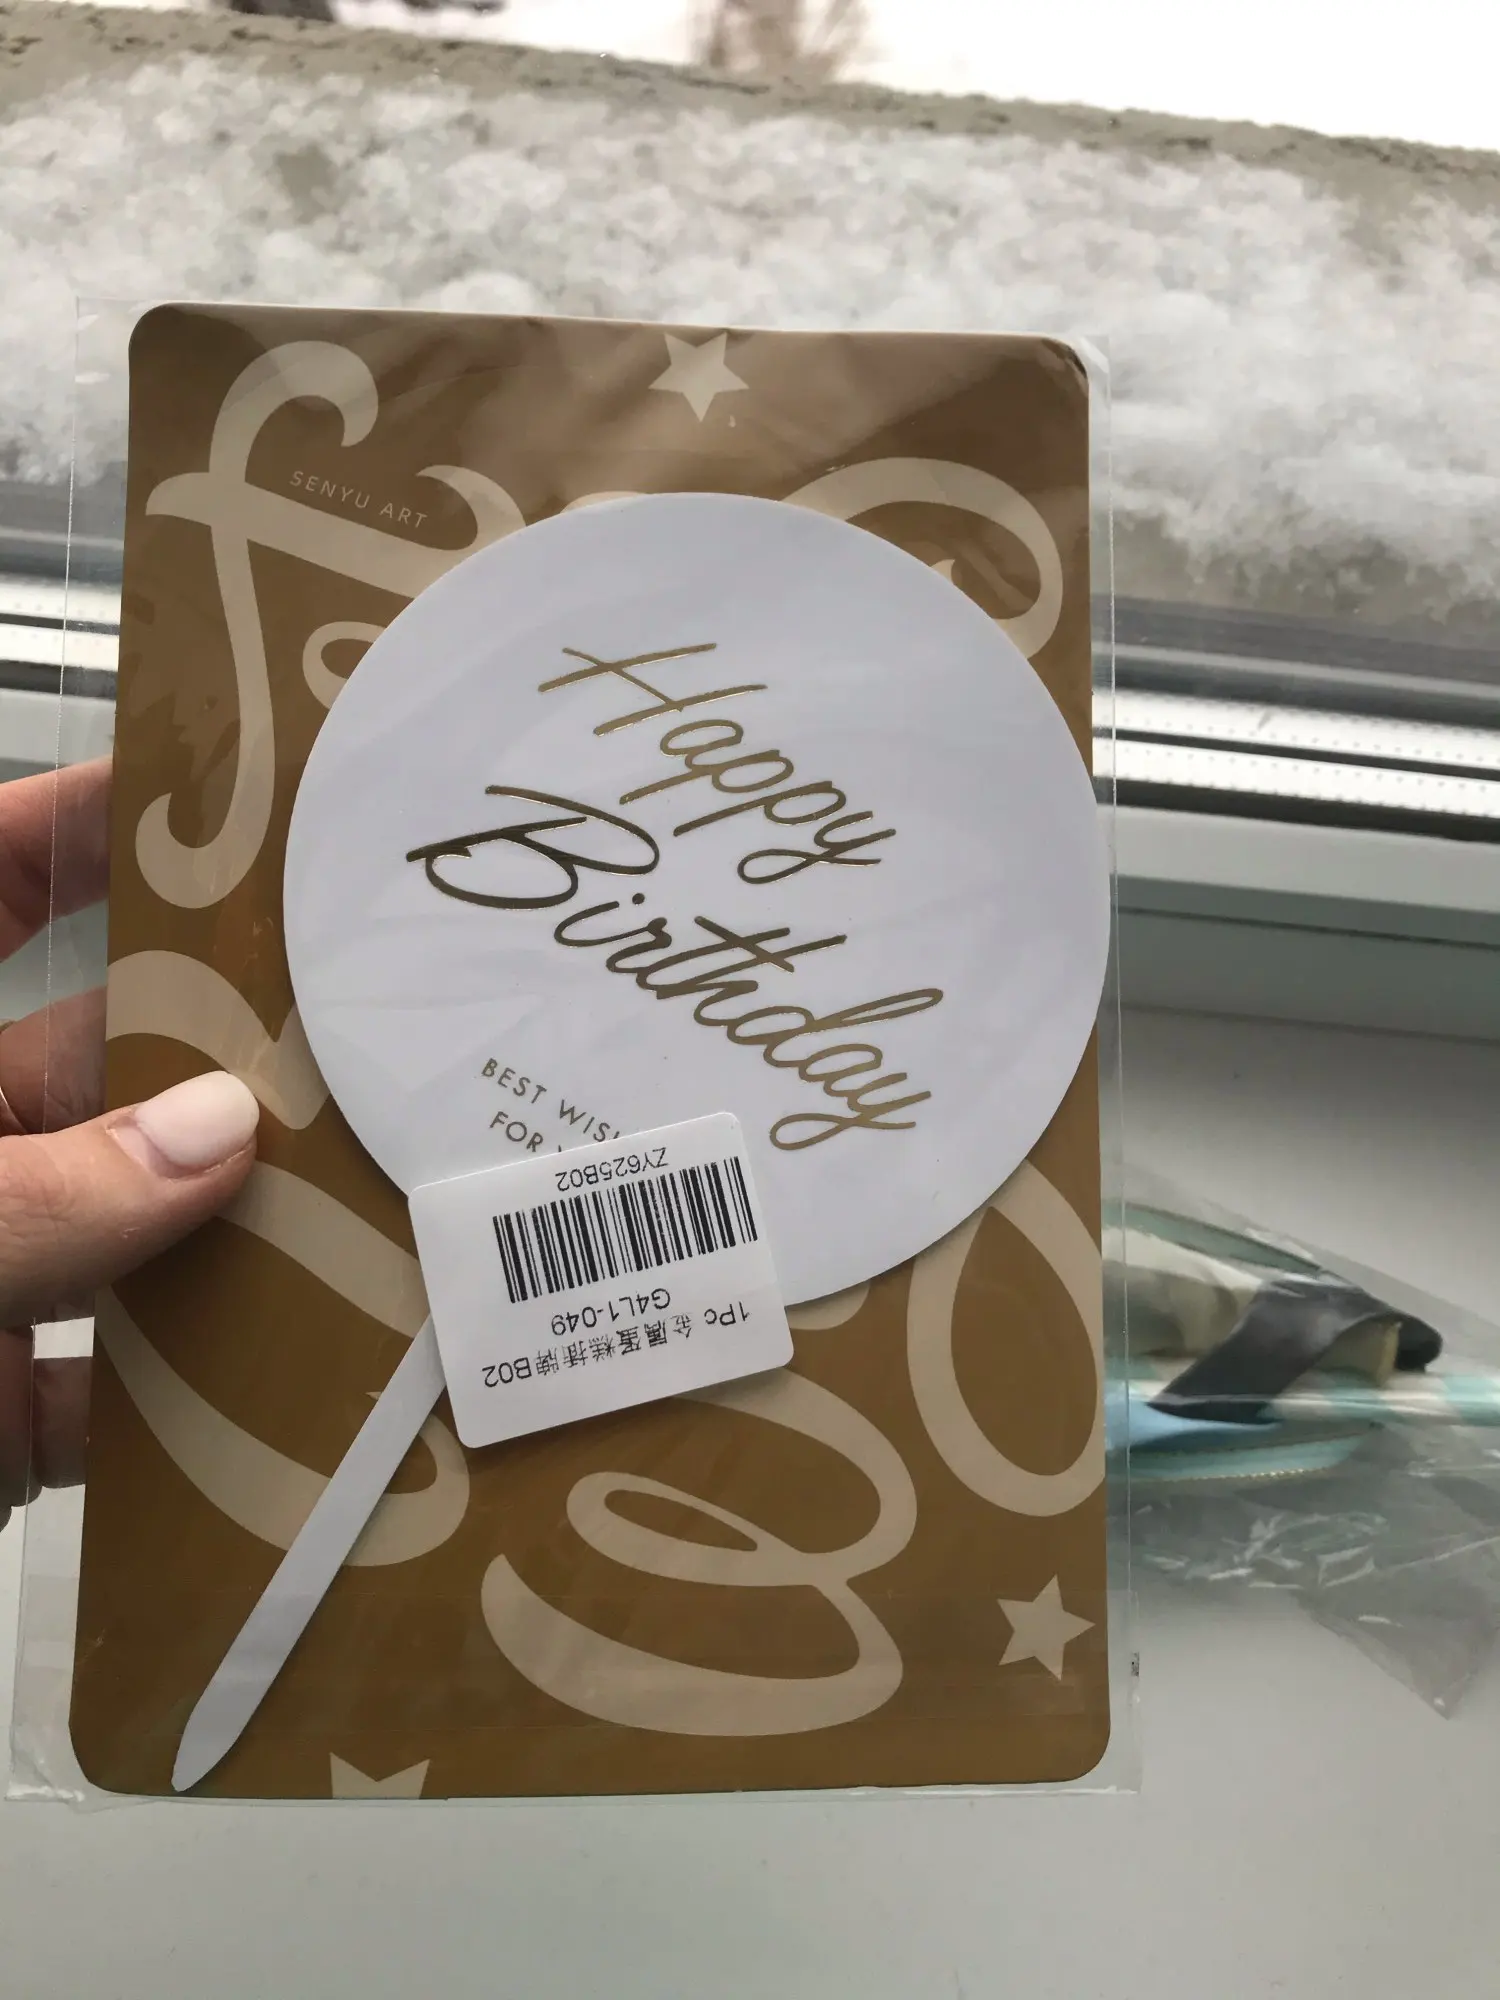 SENYU ART
Happy
Birthday
BEST WIS
FOR
ZY625B02
G4L1-049
1Pc 金属蛋糕插牌B02